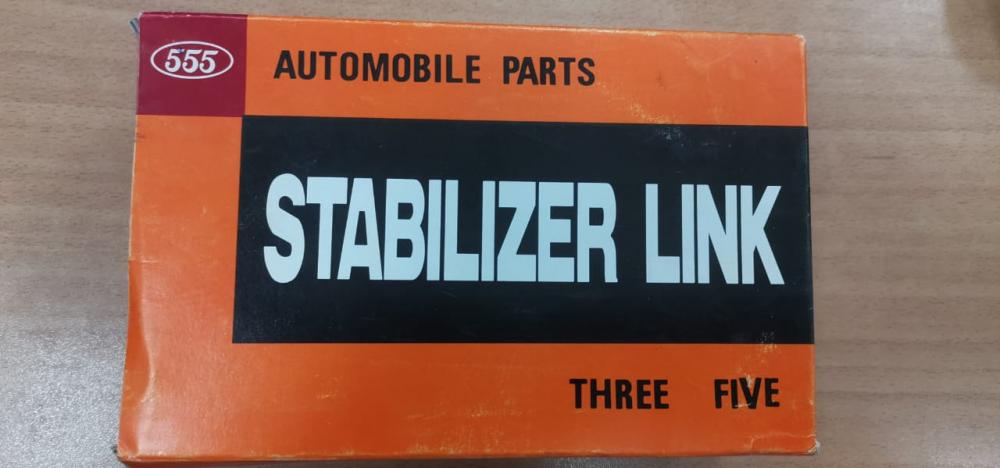 555
AUTOMOBILE PARTS
STABILIZER LINK
THREE FIVE